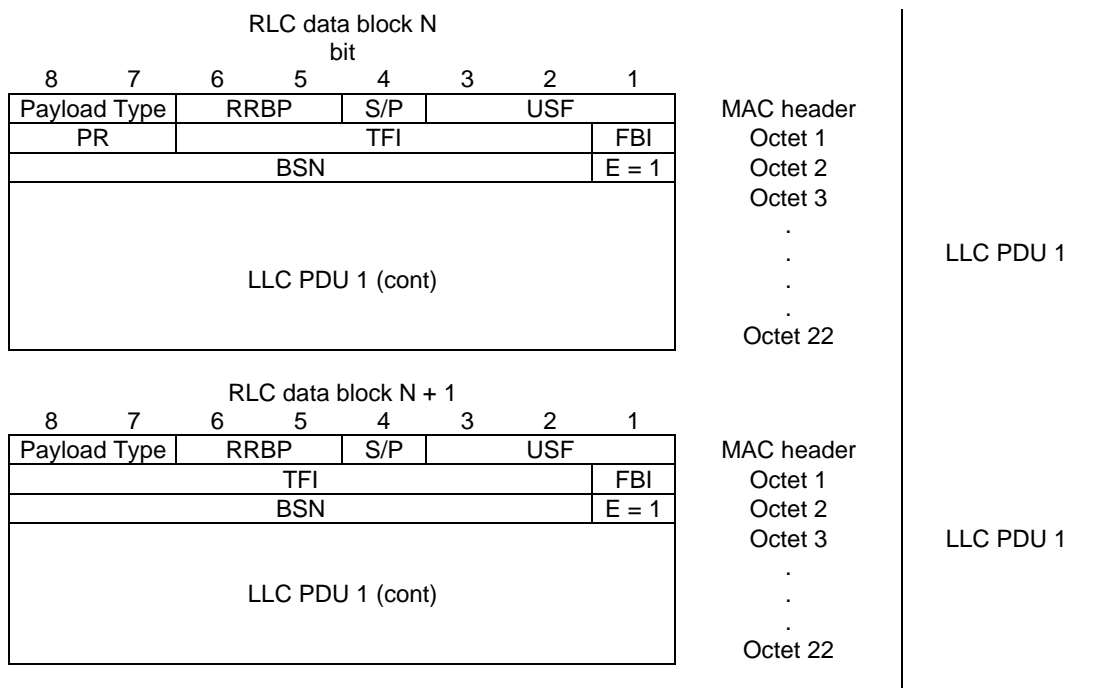 RLC data block N
bit
8 7 6 5 4 3 2 1
Payload Type RRBP S/P USF MAC header
PR TFI FBI Octet 1
BSN E = 1 Octet 2
Octet 3
.
.
LLC PDU 1
LLC PDU 1 (cont)
.
.
Octet 22
RLC data block N + 1
8 7 6 5 4 3 2 1
Payload Type RRBP S/P USF MAC header
TFI FBI Octet 1
BSN E = 1 Octet 2
Octet 3 LLC PDU 1
.
LLC PDU 1 (cont) .
.
Octet 22